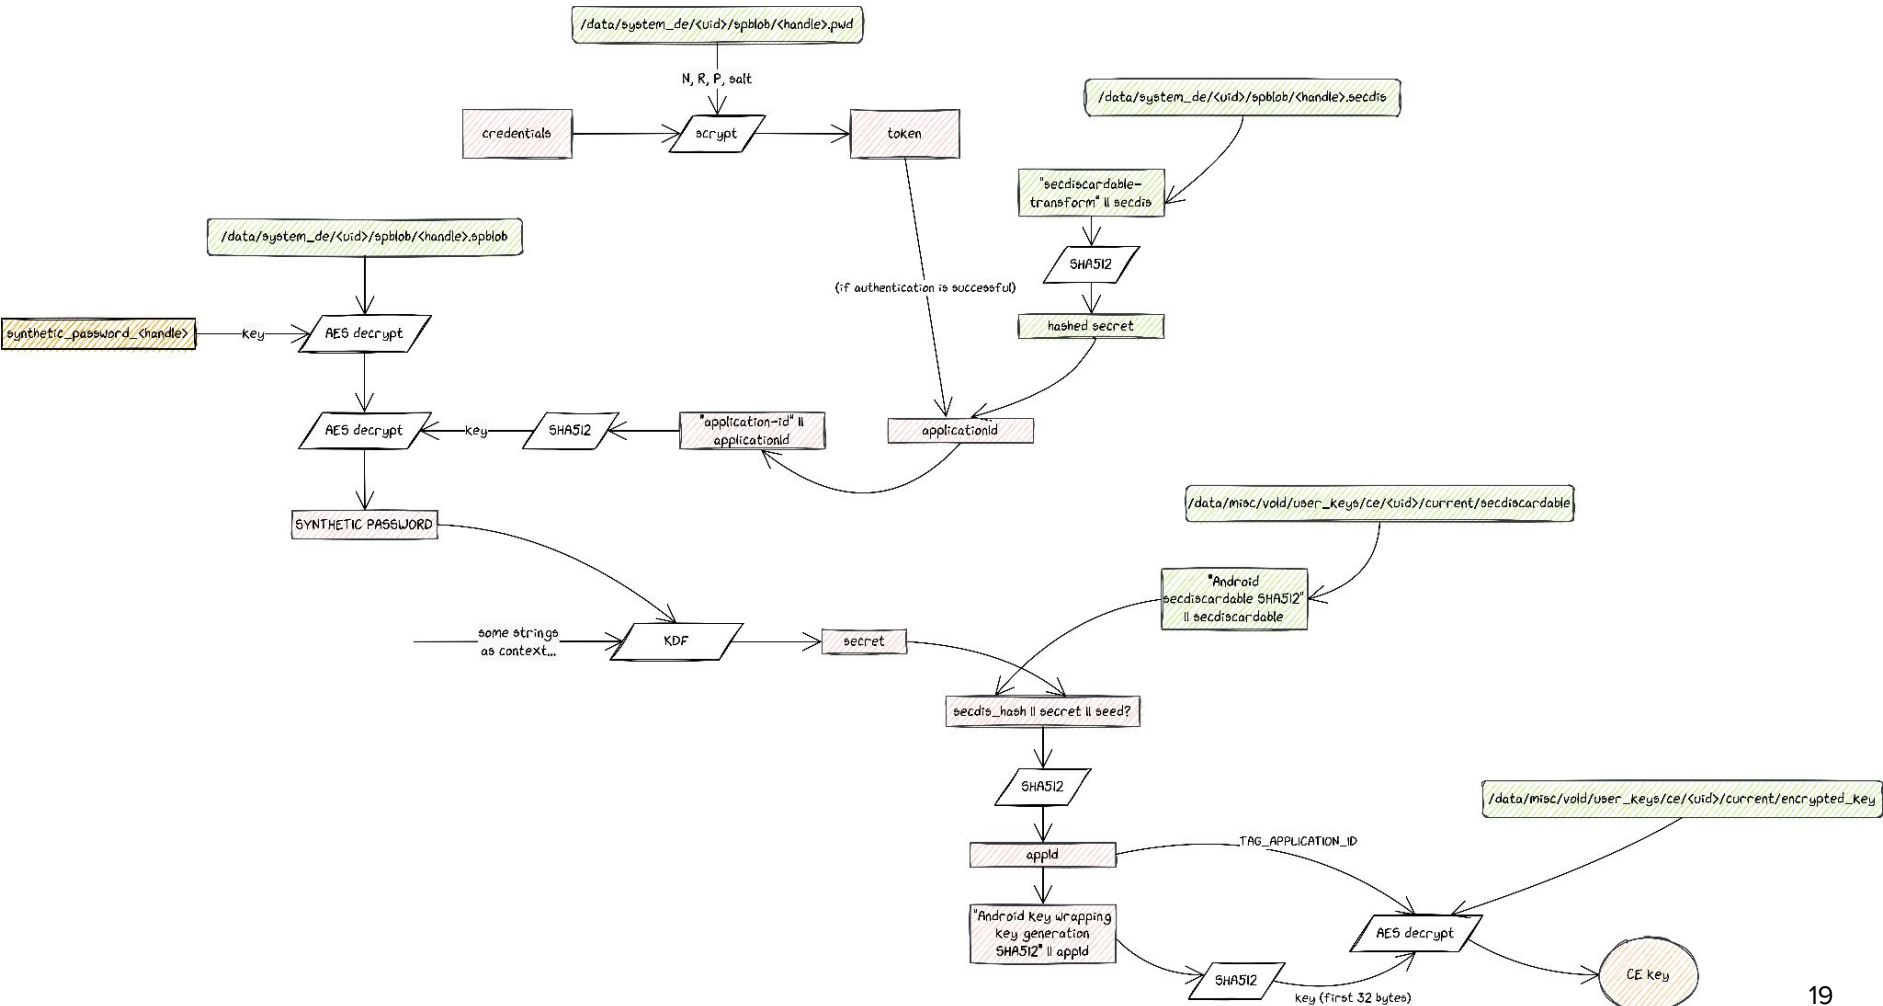 /data/system_de/<uid>/spblob/<handle>.pwd
N, R, P, salt
/data/system_de/<uid>/spblob/<handle>.secdis
credentials
scrypt
token
"secdiscardable-
transform" || secdis
/data/system_de/<uid>/spblob/<handle>.spblob
SHA512
(if authentication is successful)
hashed secret
synthetic_password_<handle>
key
AES decrypt
AES decrypt
key
SHA512
"application-id" ||
applicationId
applicationId
/data/misc/vold/user_keys/ce/<uid>/current/secdiscardable
SYNTHETIC PASSWORD
"Android
secdiscardable SHA512"
|| secdiscardable
some strings
as context...
KDF
secret
secdis_hash || secret || seed?
SHA512
/data/misc/vold/user_keys/ce/<uid>/current/encrypted_key
TAG_APPLICATION_ID
appId
"Android key wrapping
key generation
SHA512" || appId
AES decrypt
SHA512
key (first 32 bytes)
CE key
19